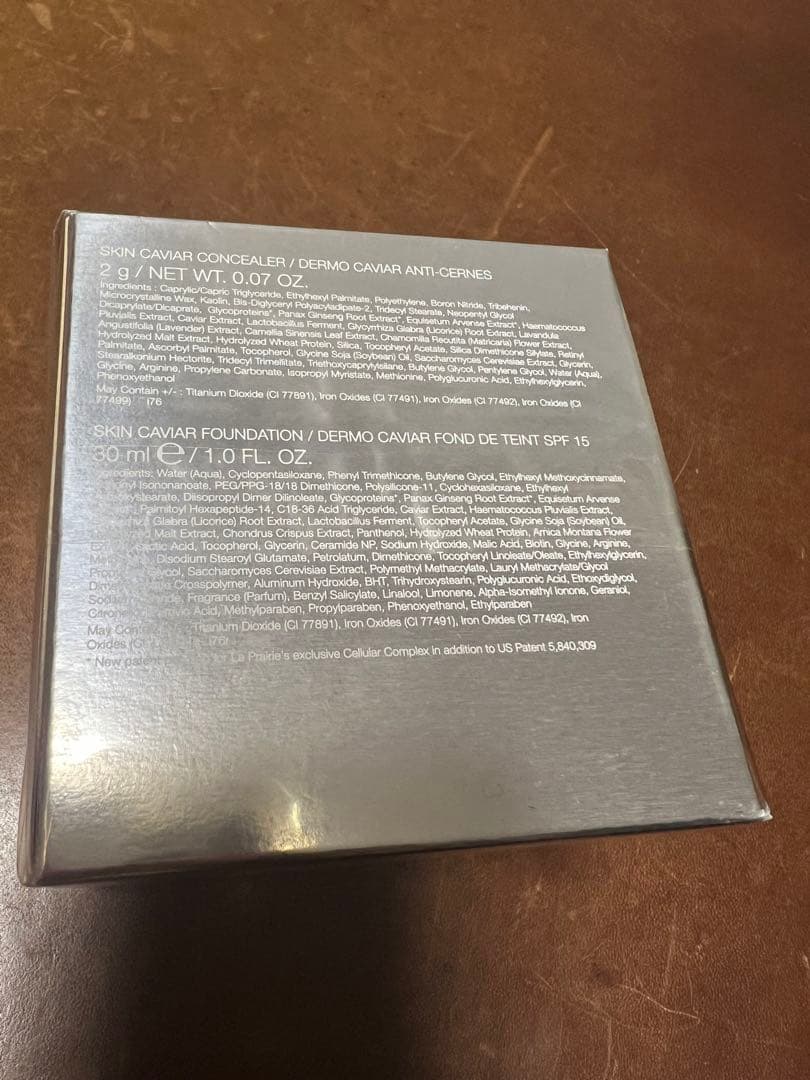 SKIN CAVIAR CONCEALER / DERMO CAVIAR ANTI-CERNES
2 g / NET WT. 0.07 OZ.
Ingredients : Caprylic/Capric Triglyceride, Ethylhexyl Palmitate, Polyethylene, Boron Nitride, Tribehenin,
Microcrystalline Wax, Kaolin, Bis-Diglyceryl Polyacyladipate-2, Tridecyl Stearate, Neopentyl Glycol
Dicaprylate/Dicaprate, Glycoproteins*, Panax Ginseng Root Extract*, Equisetum Arvense Extract*, Haematococcus
Pluvialis Extract, Caviar Extract, Lactobacillus Ferment, Glycyrrhiza Glabra (Licorice) Root Extract, Lavandula
Angustifolia (Lavender) Extract, Camellia Sinensis Leaf Extract, Chamomilla Recutita (Matricaria) Flower Extract,
Hydrolyzed Malt Extract, Hydrolyzed Wheat Protein, Silica, Tocopheryl Acetate, Silica Dimethicone Silylate, Retinyl
Palmitate, Ascorbyl Palmitate, Tocopherol, Glycine Soja (Soybean) Oil, Saccharomyces Cerevisiae Extract, Glycerin,
Stearalkonium Hectorite, Tridecyl Trimellitate, Triethoxycaprylylsilane, Butylene Glycol, Pentylene Glycol, Water (Aqua),
Glycine, Arginine, Propylene Carbonate, Isopropyl Myristate, Methionine, Polyglucuronic Acid, Ethylhexylglycerin,
Phenoxyethanol
May Contain +/- : Titanium Dioxide (CI 77891), Iron Oxides (CI 77491), Iron Oxides (CI 77492), Iron Oxides (CI
77499) i76
SKIN CAVIAR FOUNDATION / DERMO CAVIAR FOND DE TEINT SPF 15
30 ml e / 1.0 FL. OZ.
Ingredients: Water (Aqua), Cyclopentasiloxane, Phenyl Trimethicone, Butylene Glycol, Ethylhexyl Methoxycinnamate,
Isononanoate, PEG/PPG-18/18 Dimethicone, Polysilicone-11, Cyclohexasiloxane, Ethylhexyl
Diisopropyl Dimer Dilinoleate, Glycoproteins*, Panax Ginseng Root Extract*, Equisetum Arvense
Palmitoyl Hexapeptide-14, C18-36 Acid Triglyceride, Caviar Extract, Haematococcus Pluvialis Extract,
Glabra (Licorice) Root Extract, Lactobacillus Ferment, Tocopheryl Acetate, Glycine Soja (Soybean) Oil,
Malt Extract, Chondrus Crispus Extract, Panthenol, Hydrolyzed Wheat Protein, Arnica Montana Flower
Acid, Tocopherol, Glycerin, Ceramide NP, Sodium Hydroxide, Malic Acid, Biotin, Glycine, Arginine,
Disodium Stearoyl Glutamate, Petrolatum, Dimethicone, Tocopheryl Linoleate/Oleate, Ethylhexylglycerin,
Glycol, Saccharomyces Cerevisiae Extract, Polymethyl Methacrylate, Lauryl Methacrylate/Glycol
Crosspolymer, Aluminum Hydroxide, BHT, Trihydroxystearin, Polyglucuronic Acid, Ethoxydiglycol,
Fragrance (Parfum), Benzyl Salicylate, Linalool, Limonene, Alpha-Isomethyl Ionone, Geraniol,
Acid, Methylparaben, Propylparaben, Phenoxyethanol, Ethylparaben
May Titanium Dioxide (CI 77891), Iron Oxides (CI 77491), Iron Oxides (CI 77492), Iron
Oxides i76
* New La Prairie's exclusive Cellular Complex in addition to US Patent 5,840,309